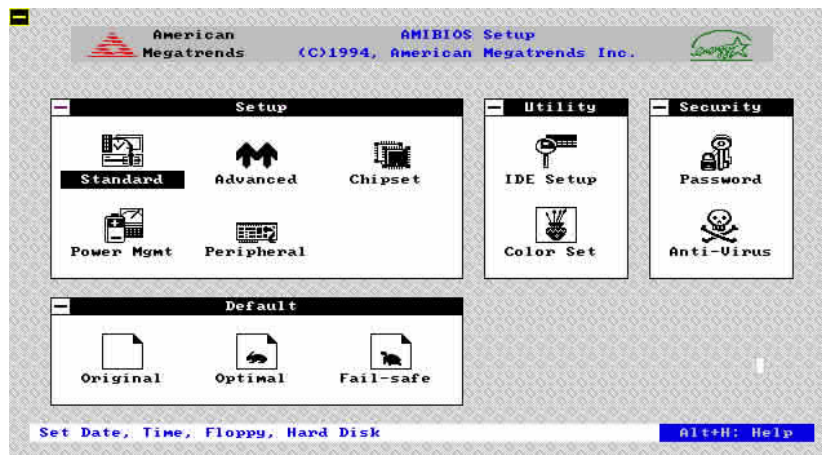 American
Megatrends
AMIBIOS Setup
(C)1994, American Megatrends Inc.
energy
Setup
Standard
Advanced
Chipset
Power Mgmt
Peripheral
Utility
IDE Setup
Color Set
Security
Password
Anti-Virus
Default
Original
Optimal
Fail-safe
Set Date, Time, Floppy, Hard Disk
Alt+H: Help